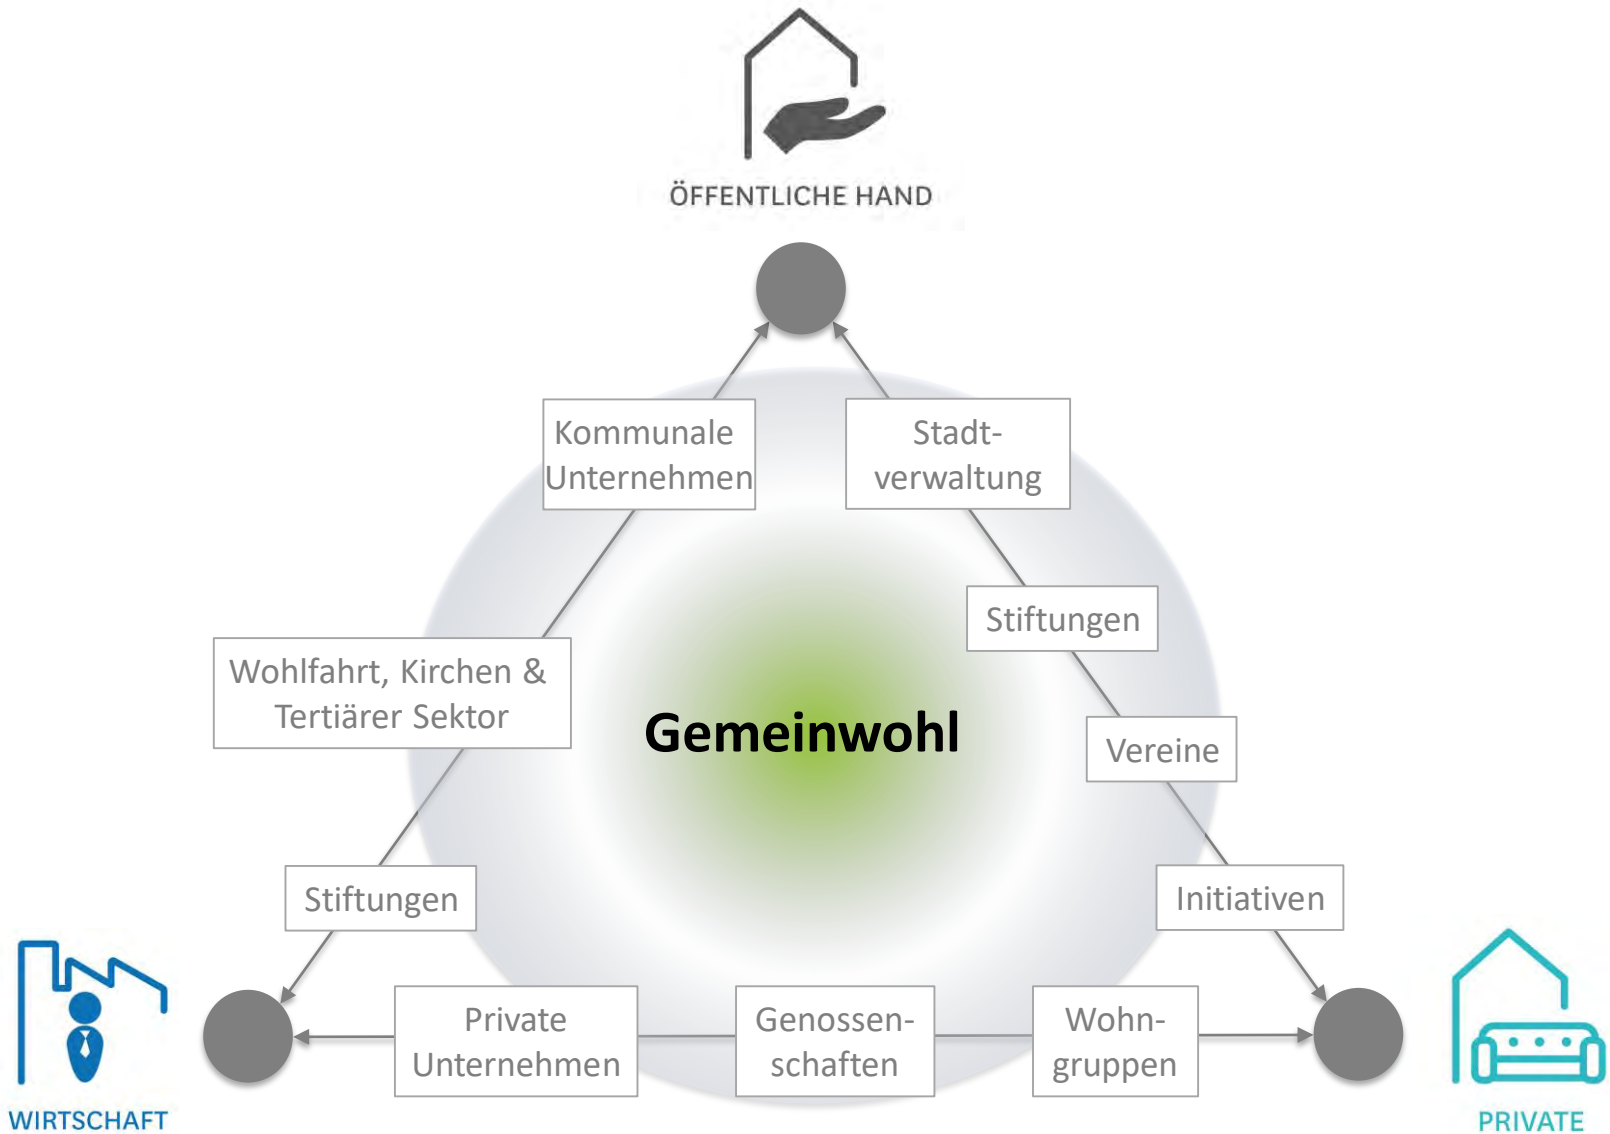 ÖFFENTLICHE HAND
Kommunale
Unternehmen
Stadt-
verwaltung
Stiftungen
Wohlfahrt, Kirchen &
Tertiärer Sektor
Gemeinwohl
Vereine
Stiftungen
Initiativen
Private
Unternehmen
Genossen-
schaften
Wohn-
gruppen
WIRTSCHAFT
PRIVATE